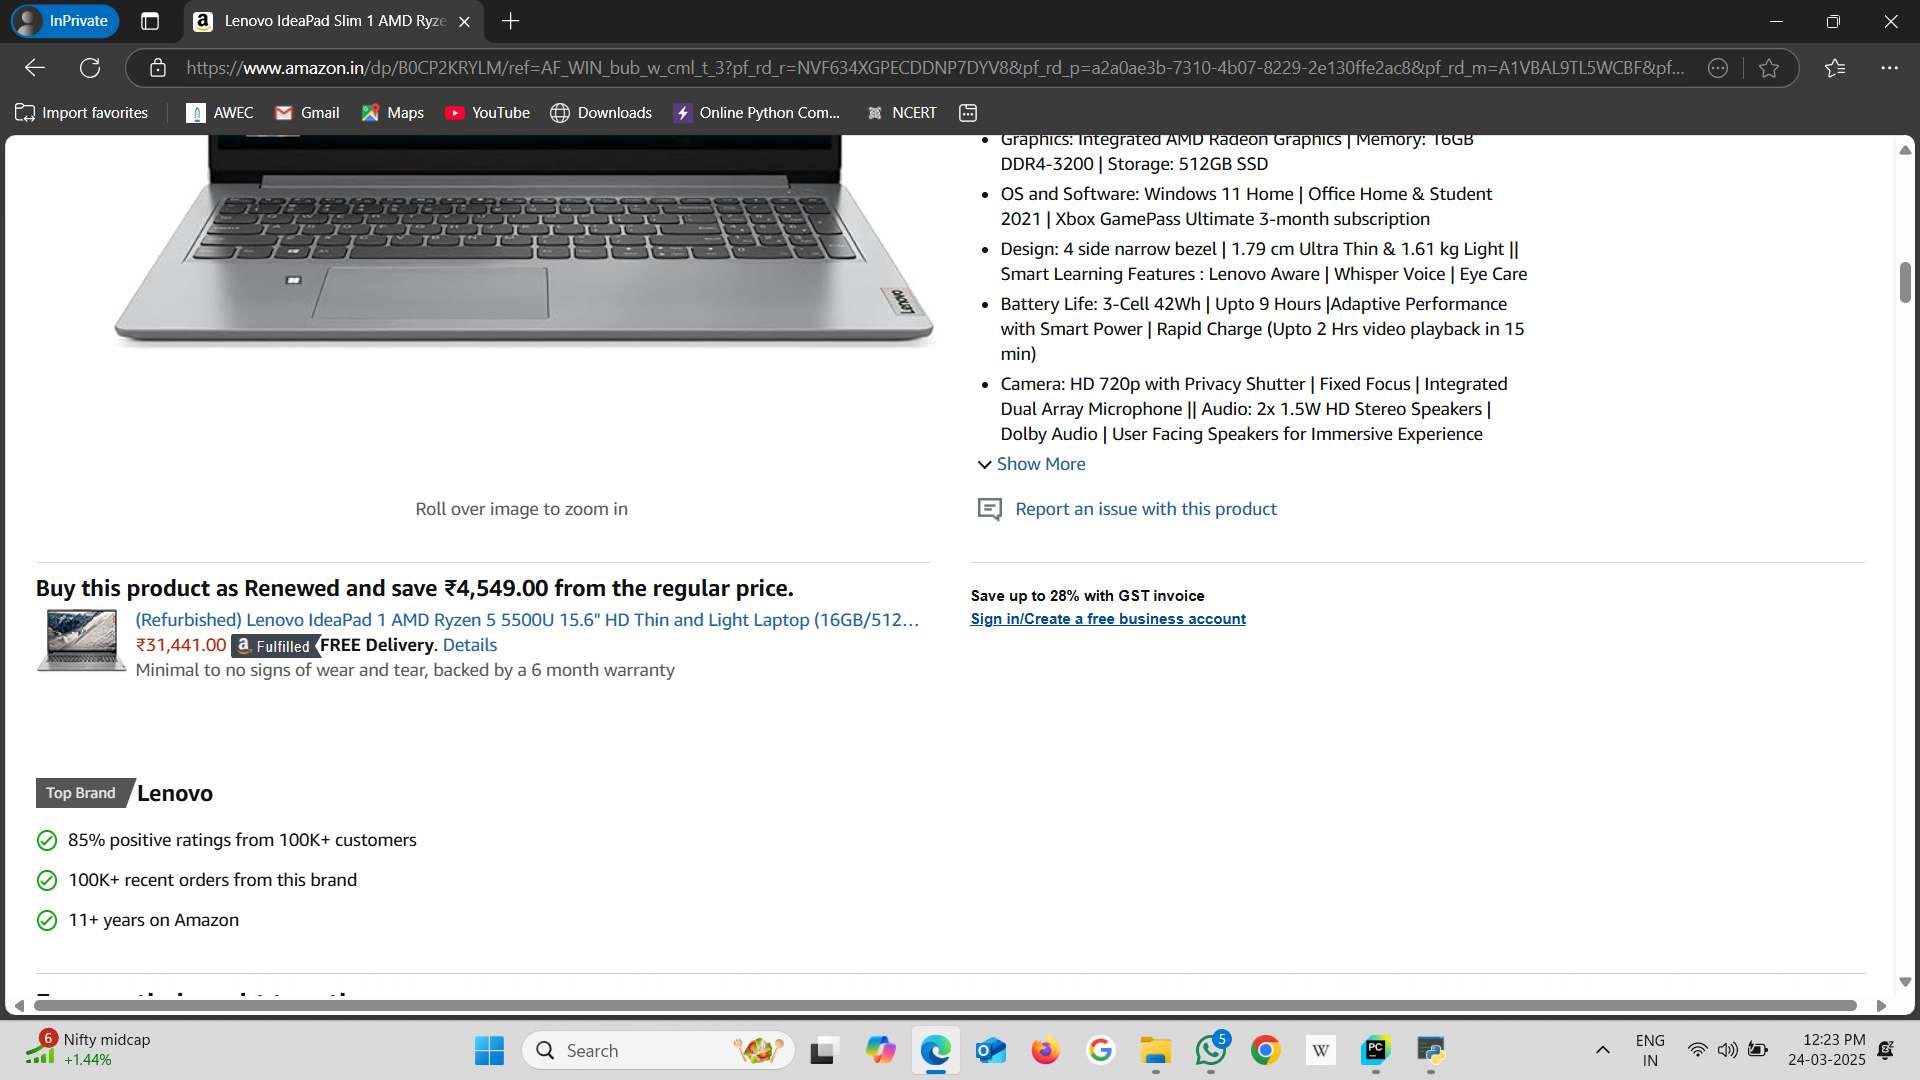 InPrivate
Lenovo IdeaPad Slim 1 AMD Ryze
https://www.amazon.in/dp/B0CP2KRYLM/ref=AF_WIN_bub_w_cml_t_3?pf_rd_r=NVF634XGPECDDNP7DYV8&pf_rd_p=a2a0ae3b-7310-4b07-8229-2e130ffe2ac8&pf_rd_m=A1VBAL9TL5WCBF&pf...
Import favorites
AWEC
Gmail
Maps
YouTube
Downloads
Online Python Com...
NCERT
Graphics: Integrated AMD Radeon Graphics | Memory: 16GB
DDR4-3200 | Storage: 512GB SSD
OS and Software: Windows 11 Home | Office Home & Student
2021 | Xbox GamePass Ultimate 3-month subscription
Design: 4 side narrow bezel | 1.79 cm Ultra Thin & 1.61 kg Light ||
Smart Learning Features : Lenovo Aware | Whisper Voice | Eye Care
Battery Life: 3-Cell 42Wh | Upto 9 Hours |Adaptive Performance
with Smart Power | Rapid Charge (Upto 2 Hrs video playback in 15
min)
Camera: HD 720p with Privacy Shutter | Fixed Focus | Integrated
Dual Array Microphone || Audio: 2x 1.5W HD Stereo Speakers |
Dolby Audio | User Facing Speakers for Immersive Experience
Show More
Lenovo
Roll over image to zoom in
Report an issue with this product
Buy this product as Renewed and save ₹4,549.00 from the regular price.
(Refurbished) Lenovo IdeaPad 1 AMD Ryzen 5 5500U 15.6" HD Thin and Light Laptop (16GB/512...
₹31,441.00 a Fulfilled FREE Delivery. Details
Minimal to no signs of wear and tear, backed by a 6 month warranty
Save up to 28% with GST invoice
Sign in/Create a free business account
Top Brand Lenovo
85% positive ratings from 100K+ customers
100K+ recent orders from this brand
11+ years on Amazon
6
Nifty midcap
+1.44%
Search
5
W
PC
ENG
IN
12:23 PM
24-03-2025